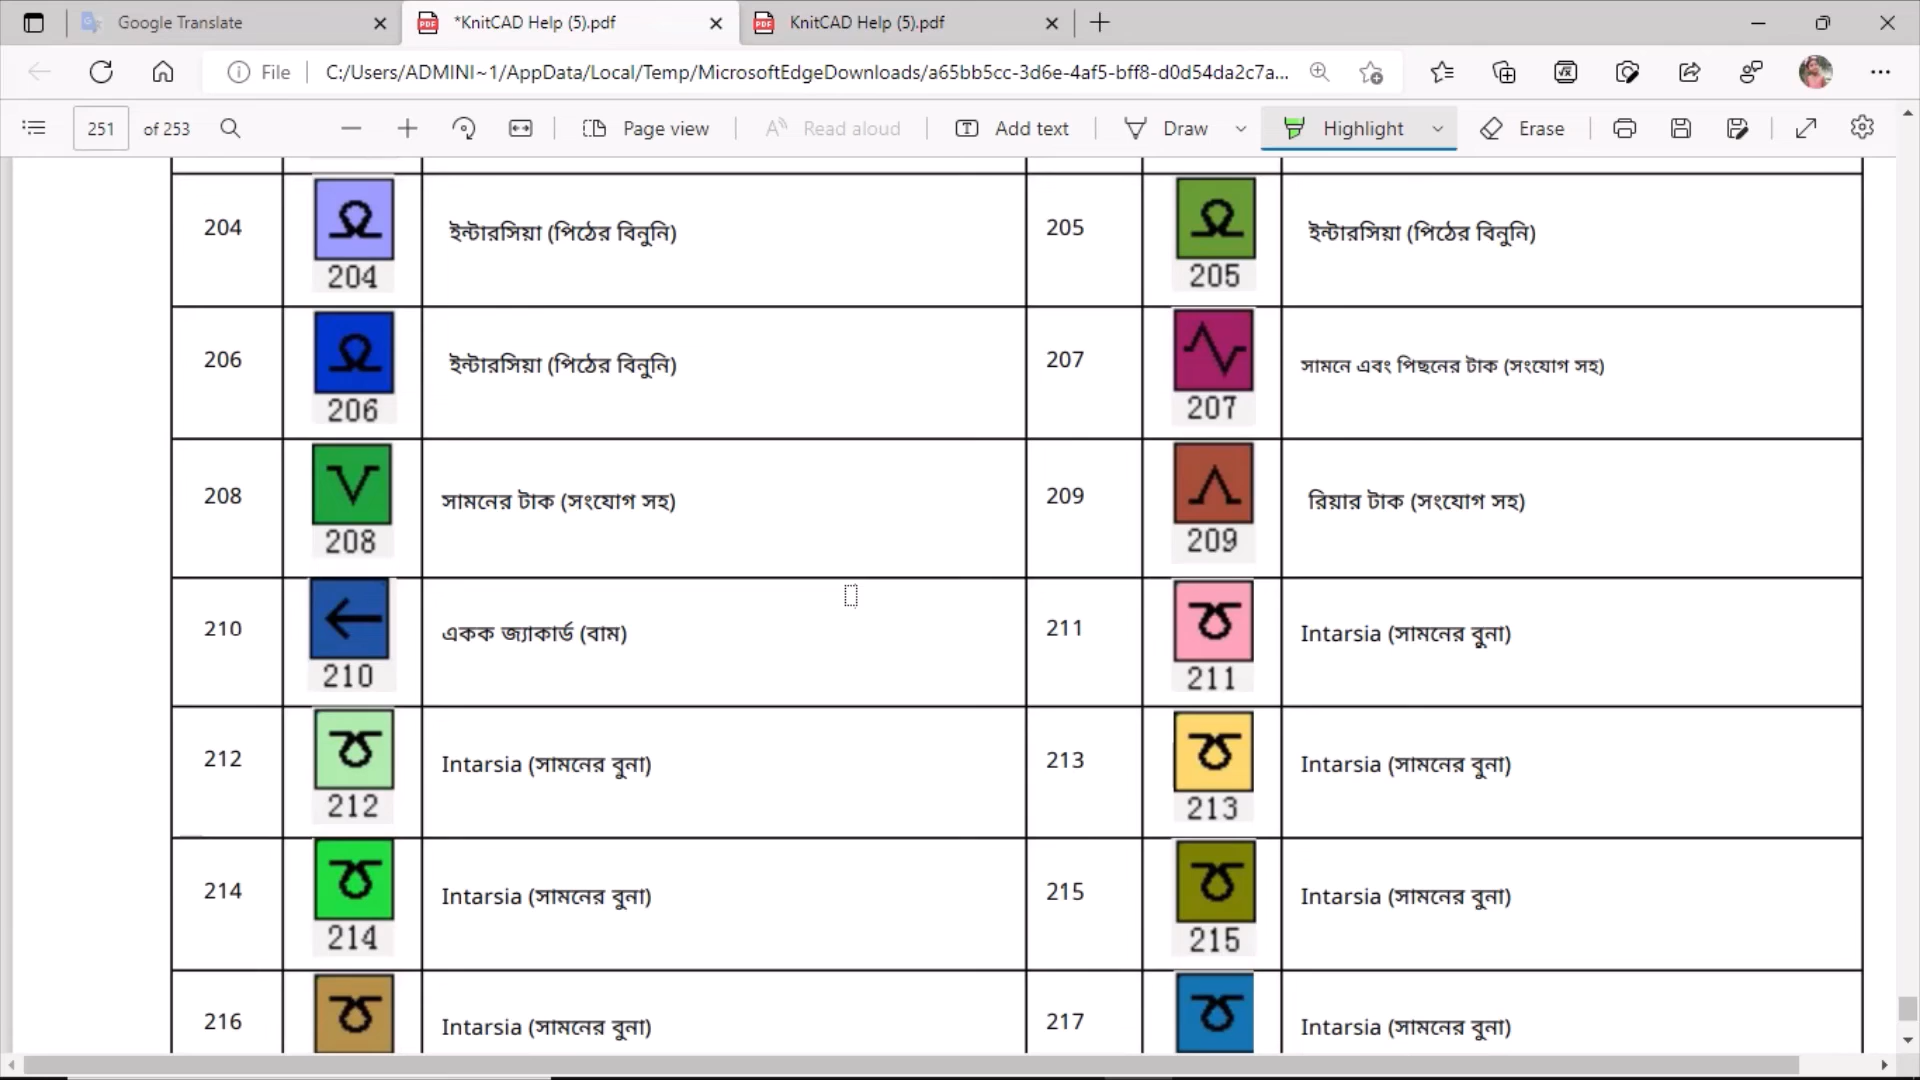 Google Translate
*KnitCAD Help (5).pdf
KnitCAD Help (5).pdf
File
C:/Users/ADMINI~1/AppData/Local/Temp/MicrosoftEdgeDownloads/a65bb5cc-3d6e-4af5-bff8-d0d54da2c7a...
251 of 253
Page view
Read aloud
Add text
Draw
Highlight
Erase
204
204
ইন্টারসিয়া (পিঠের বিনুনি)
205
205
ইন্টারসিয়া (পিঠের বিনুনি)
206
206
ইন্টারসিয়া (পিঠের বিনুনি)
207
207
সামনে এবং পিছনের টাক (সংযোগ সহ)
208
208
সামনের টাক (সংযোগ সহ)
209
209
রিয়ার টাক (সংযোগ সহ)
210
210
একক জ্যাকার্ড (বাম)
211
211
Intarsia (সামনের বুনা)
212
212
Intarsia (সামনের বুনা)
213
213
Intarsia (সামনের বুনা)
214
214
Intarsia (সামনের বুনা)
215
215
Intarsia (সামনের বুনা)
216
Intarsia (সামনের বুনা)
217
Intarsia (সামনের বুনা)